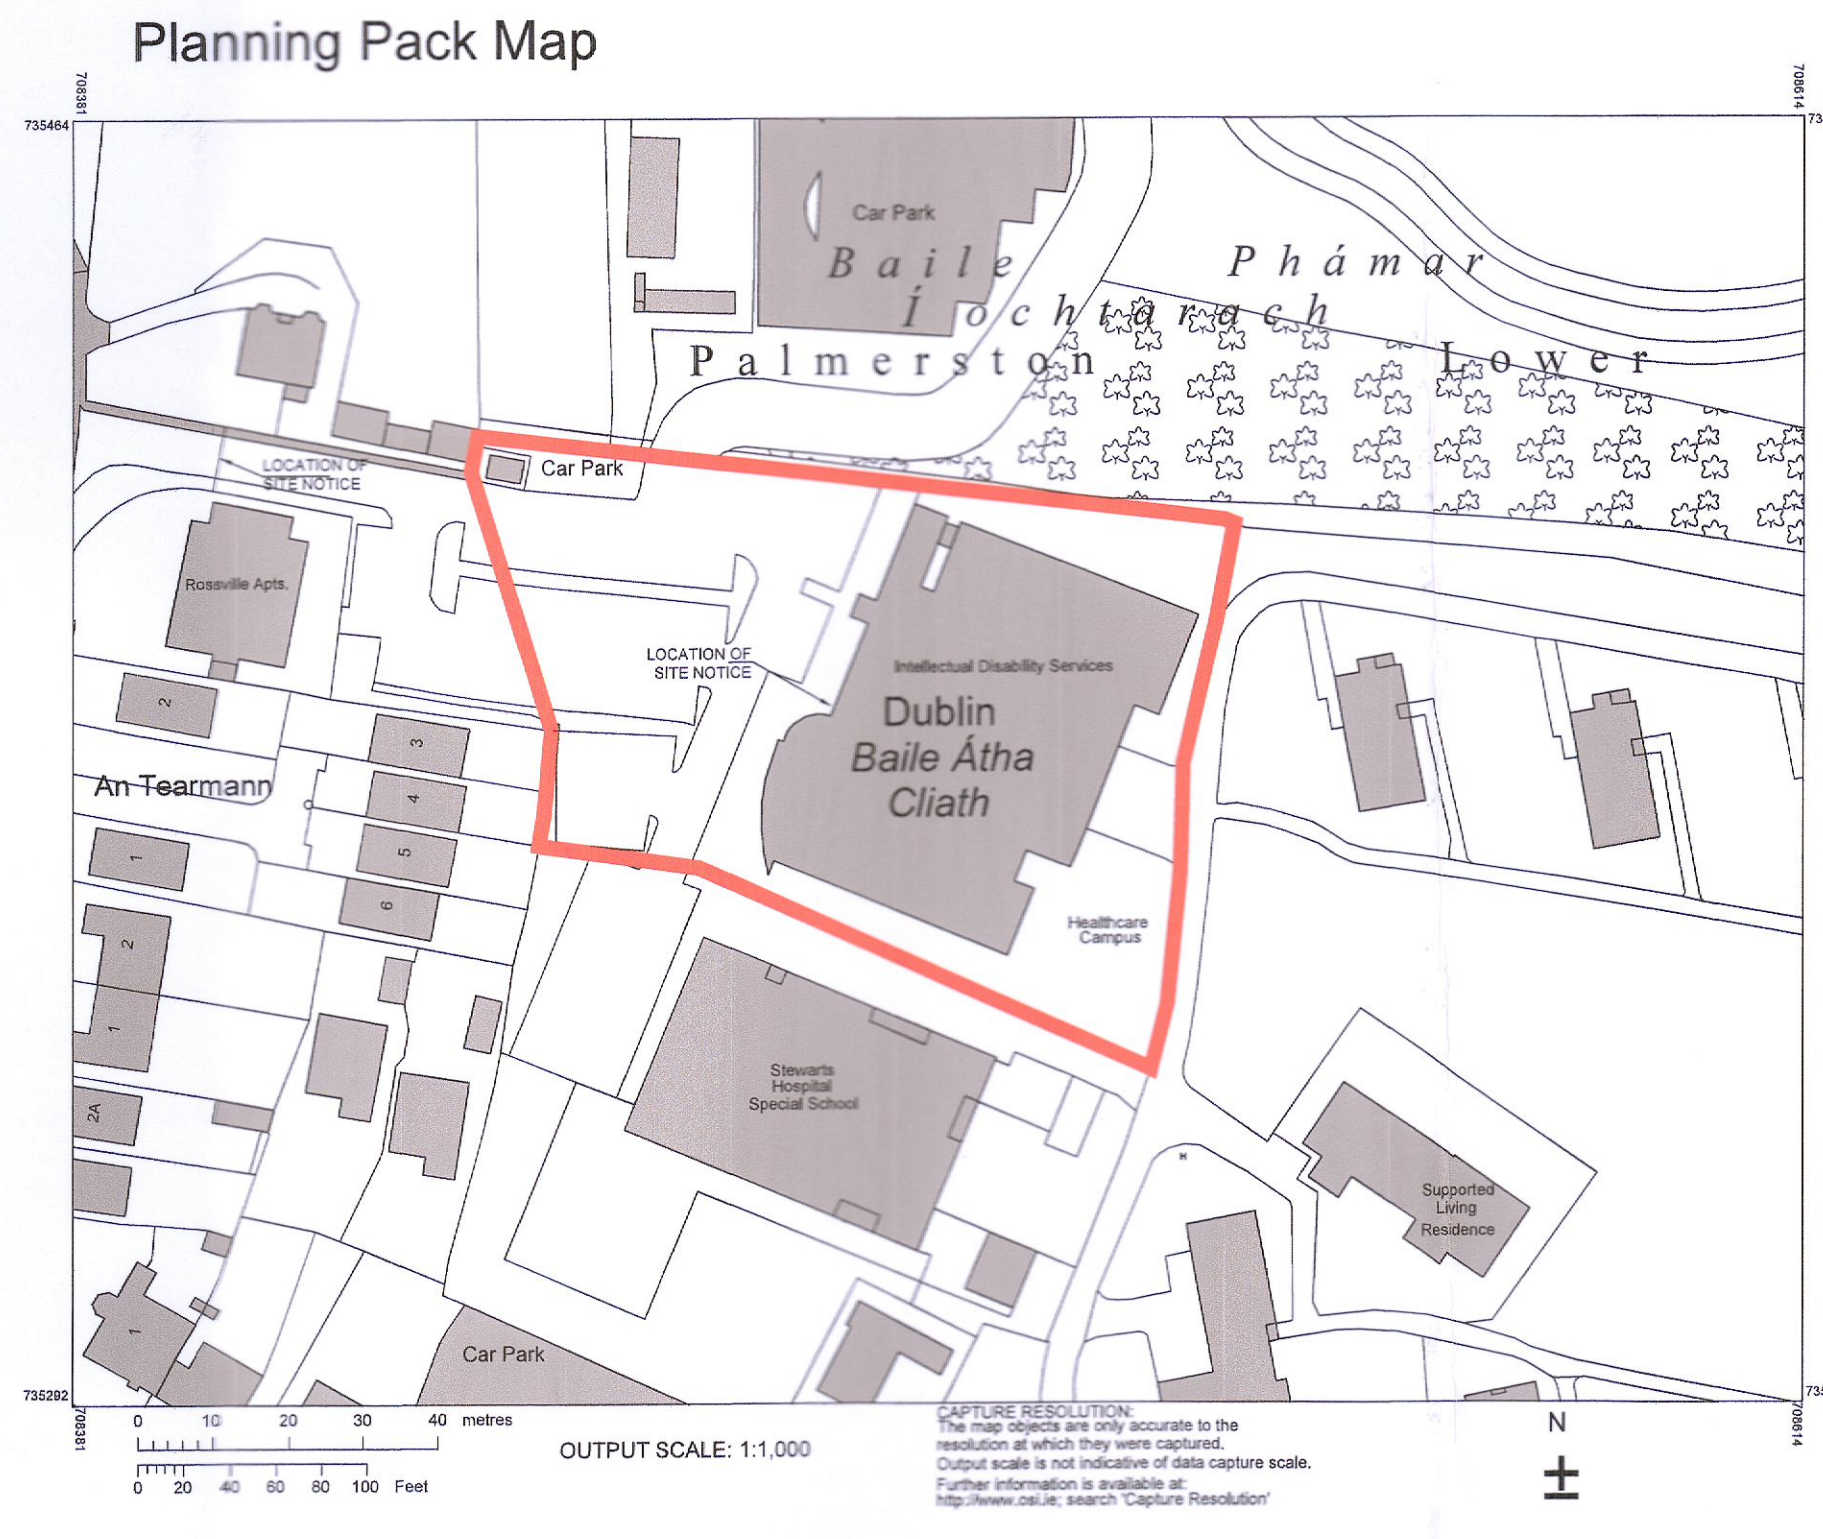 Planning Pack Map
708381
708614
735464
73
Car Park
Baile Phámar
Íochtarach
Palmerston Lower
LOCATION OF
SITE NOTICE
Car Park
Rossville Apts.
LOCATION OF
SITE NOTICE
Intellectual Disability Services
Dublin
Baile Átha
Cliath
2
3
An Tearmann
4
1
5
6
Healthcare
Campus
2
1
Stewarts
Hospital
Special School
2A
H
Supported
Living
Residence
1
Car Park
735292
735
708381
708614
0 10 20 30 40 metres
0 20 40 60 80 100 Feet
OUTPUT SCALE: 1:1,000
CAPTURE RESOLUTION:
The map objects are only accurate to the
resolution at which they were captured.
Output scale is not indicative of data capture scale.
Further information is available at:
http://www.osi.ie; search 'Capture Resolution'
N